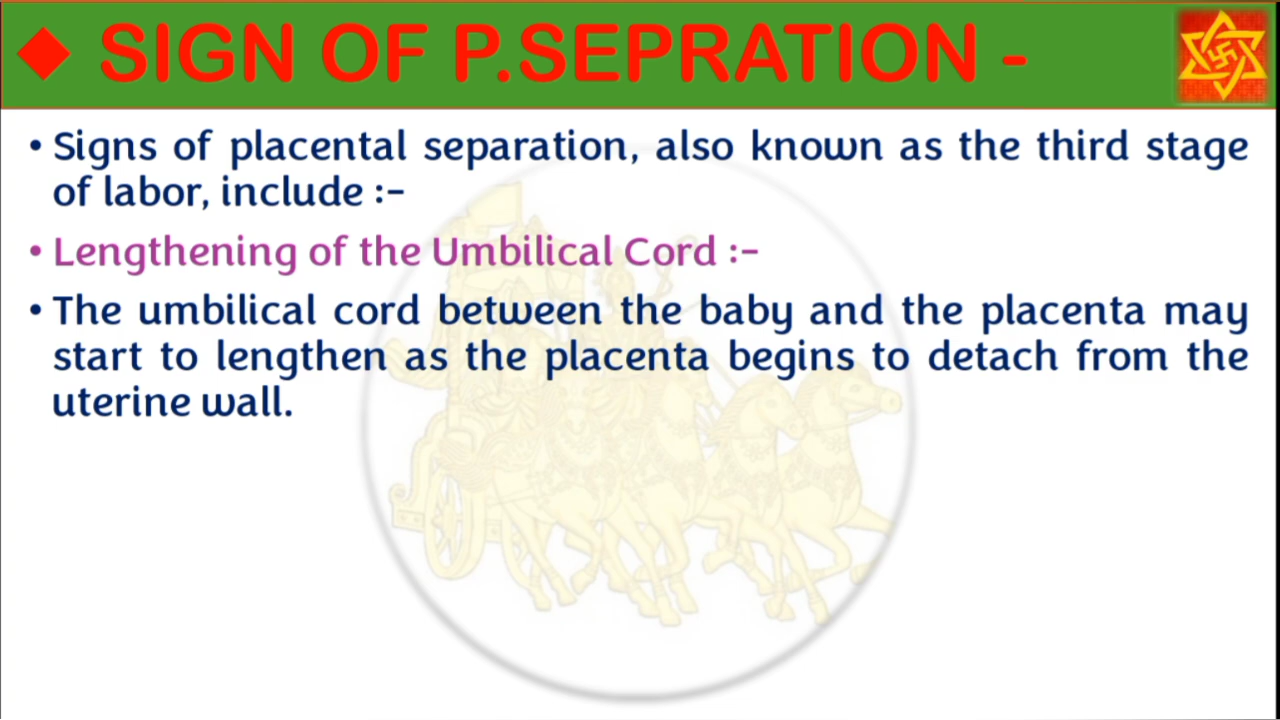 ◆ SIGN OF P.SEPRATION -
• Signs of placental separation, also known as the third stage
of labor, include :-
• Lengthening of the Umbilical Cord :-
• The umbilical cord between the baby and the placenta may
start to lengthen as the placenta begins to detach from the
uterine wall.